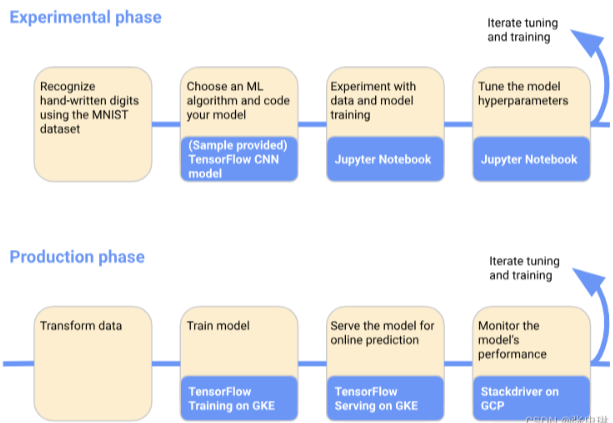 Experimental phase
Iterate tuning
and training
Recognize
hand-written digits
using the MNIST
dataset
Choose an ML
algorithm and code
your model
(Sample provided)
TensorFlow CNN
model
Experiment with
data and model
training
Jupyter Notebook
Tune the model
hyperparameters
Jupyter Notebook
Production phase
Iterate tuning
and training
Transform data
Train model
TensorFlow
Training on GKE
Serve the model for
online prediction
TensorFlow
Serving on GKE
Monitor the
model's
performance
Stackdriver on
GCP